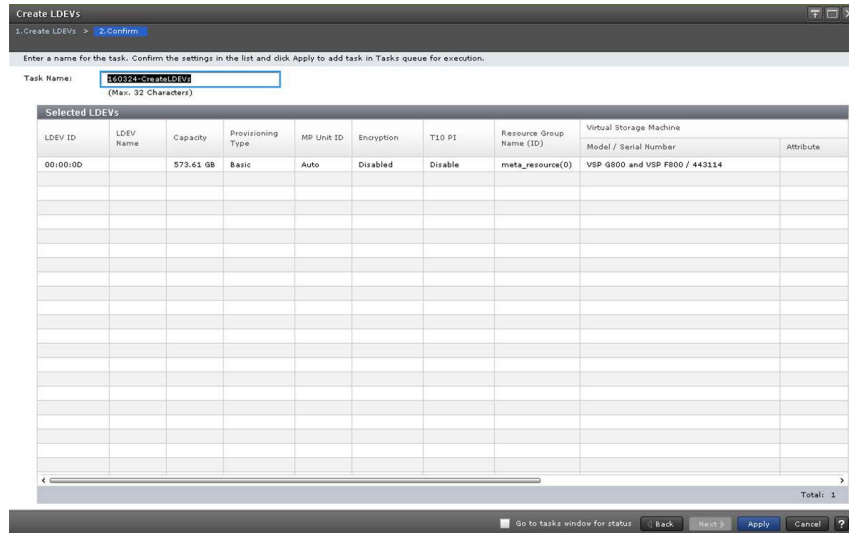 Create LDEVs
1.Create LDEVs > 2.Confirm
Enter a name for the task. Confirm the settings in the list and click Apply to add task in Tasks queue for execution.
Task Name: 160324-CreateLDEVs
(Max. 32 Characters)
Selected LDEVs
LDEV ID LDEV Name Capacity Provisioning Type MP Unit ID Encryption T10 PI Resource Group Name (ID) Virtual Storage Machine
Model / Serial Number Attribute
00:00:0D 573.61 GB Basic Auto Disabled Disable meta_resource(0) VSP G800 and VSP F800 / 443114
Total: 1
Go to tasks window for status Back Next Apply Cancel ?